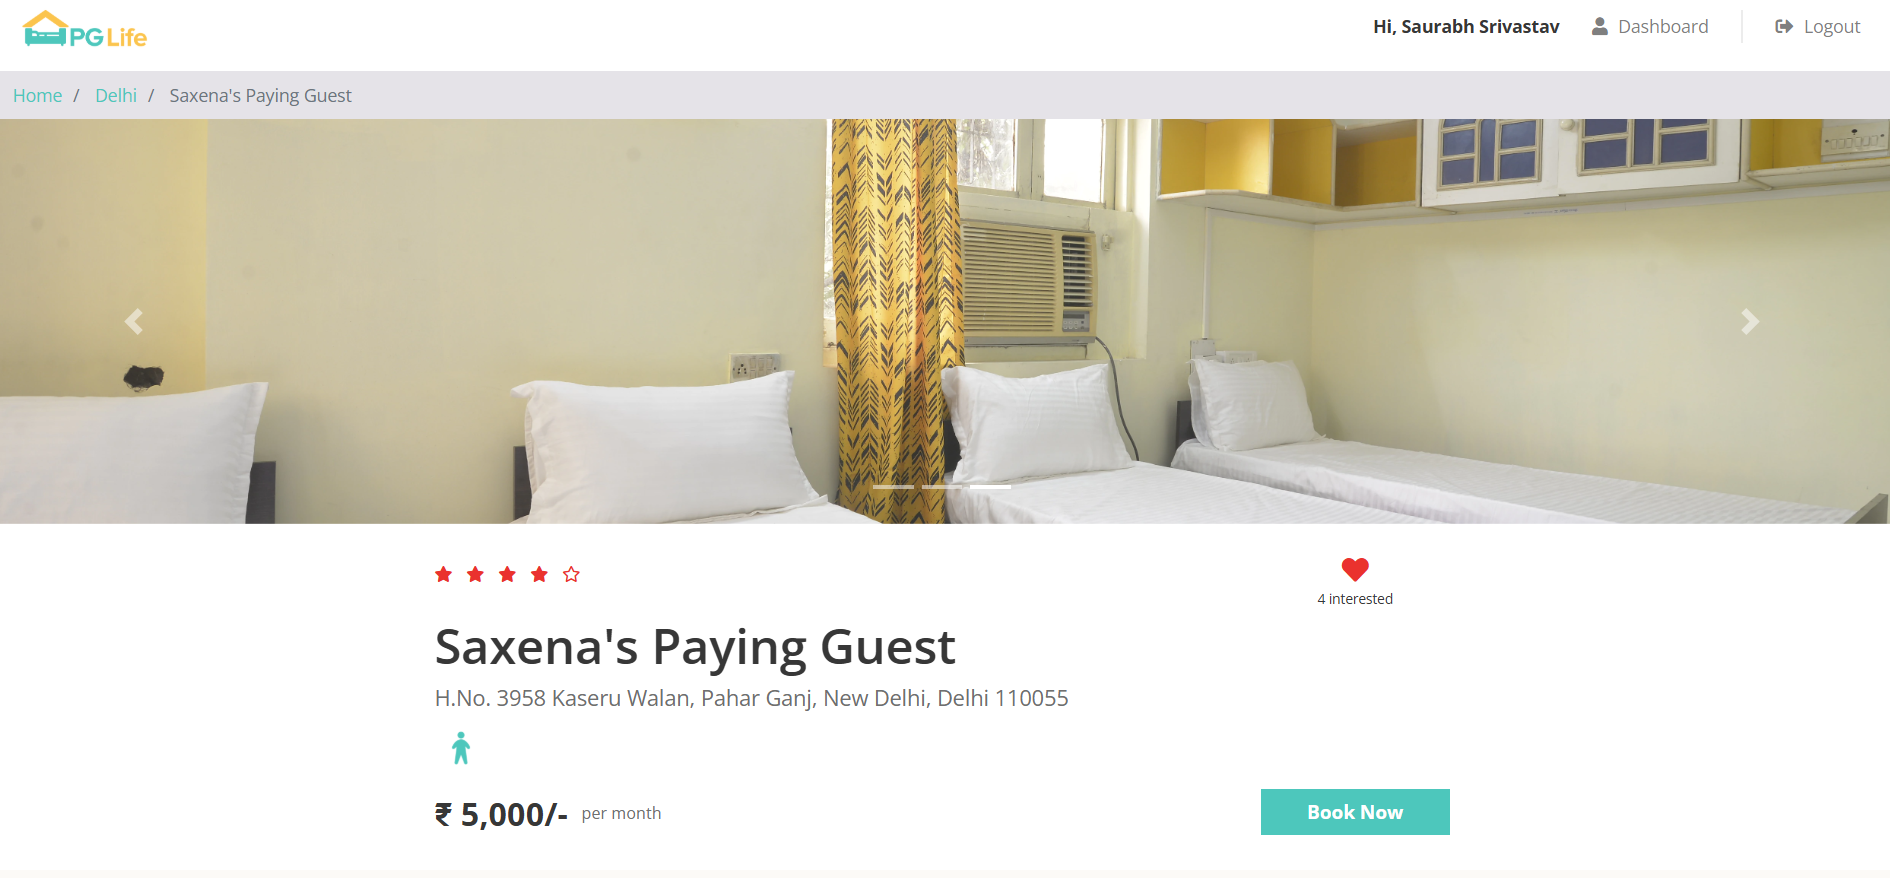 PG Life
Hi, Saurabh Srivastav
Dashboard
Logout
Home / Delhi / Saxena's Paying Guest
4 interested
Saxena's Paying Guest
H.No. 3958 Kaseru Walan, Pahar Ganj, New Delhi, Delhi 110055
₹ 5,000/- per month
Book Now